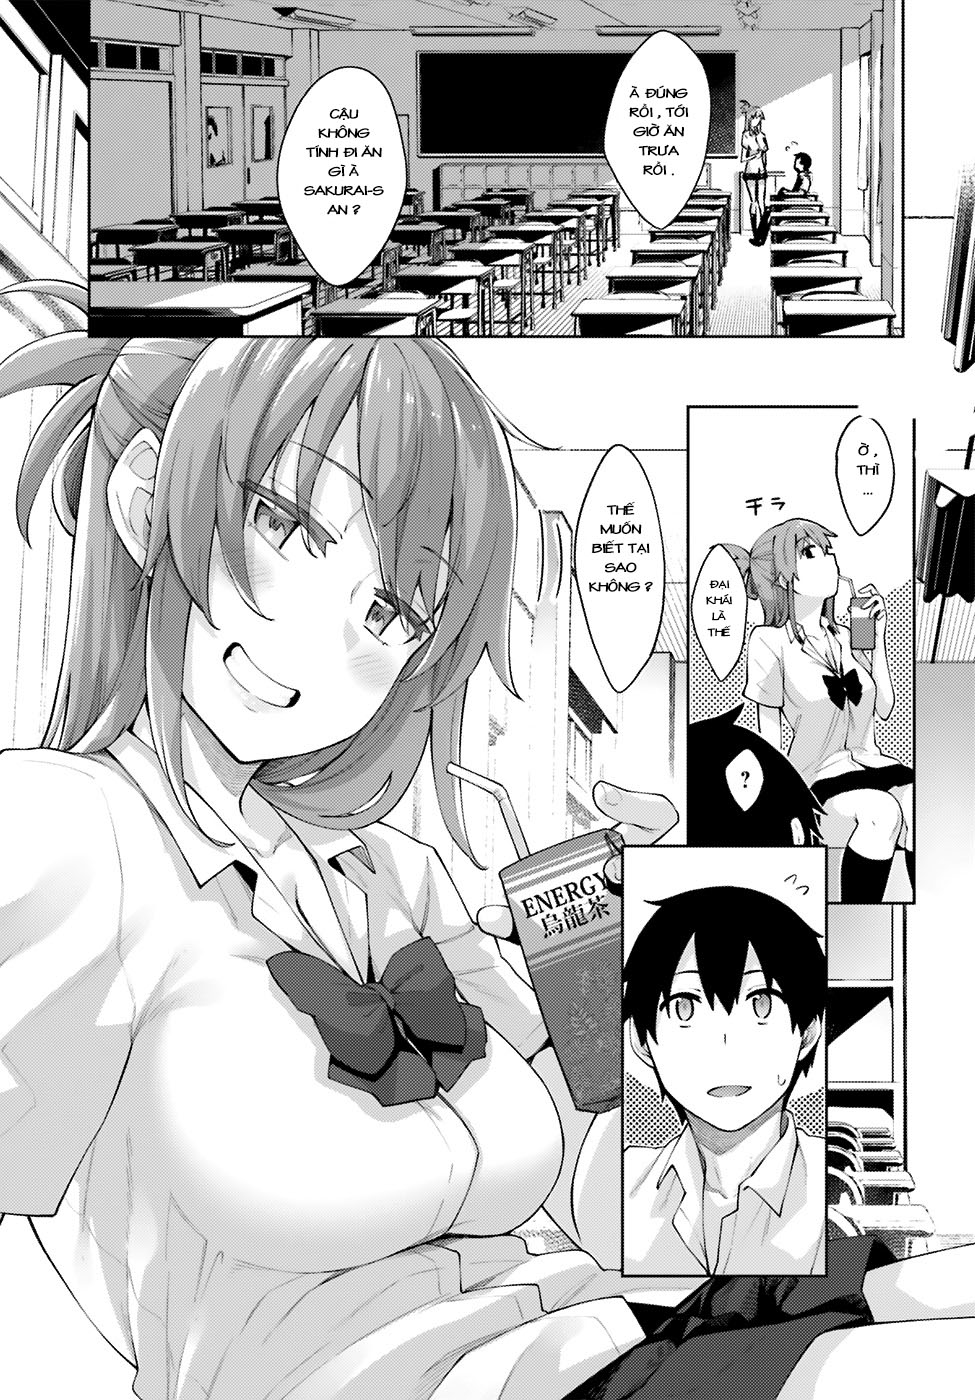 À ĐÚNG
RỒI , TỚI
GIỜ ĂN
TRƯA
RỒI .
CẬU
KHÔNG
TÍNH ĐI ĂN
GÌ À
SAKURAI-S
AN ?
Ờ ,
THÌ
...
チラ
ĐẠI
KHÁI
LÀ
THẾ
?
THẾ
MUỐN
BIẾT TẠI
SAO
KHÔNG ?
ENERGY
烏龍茶